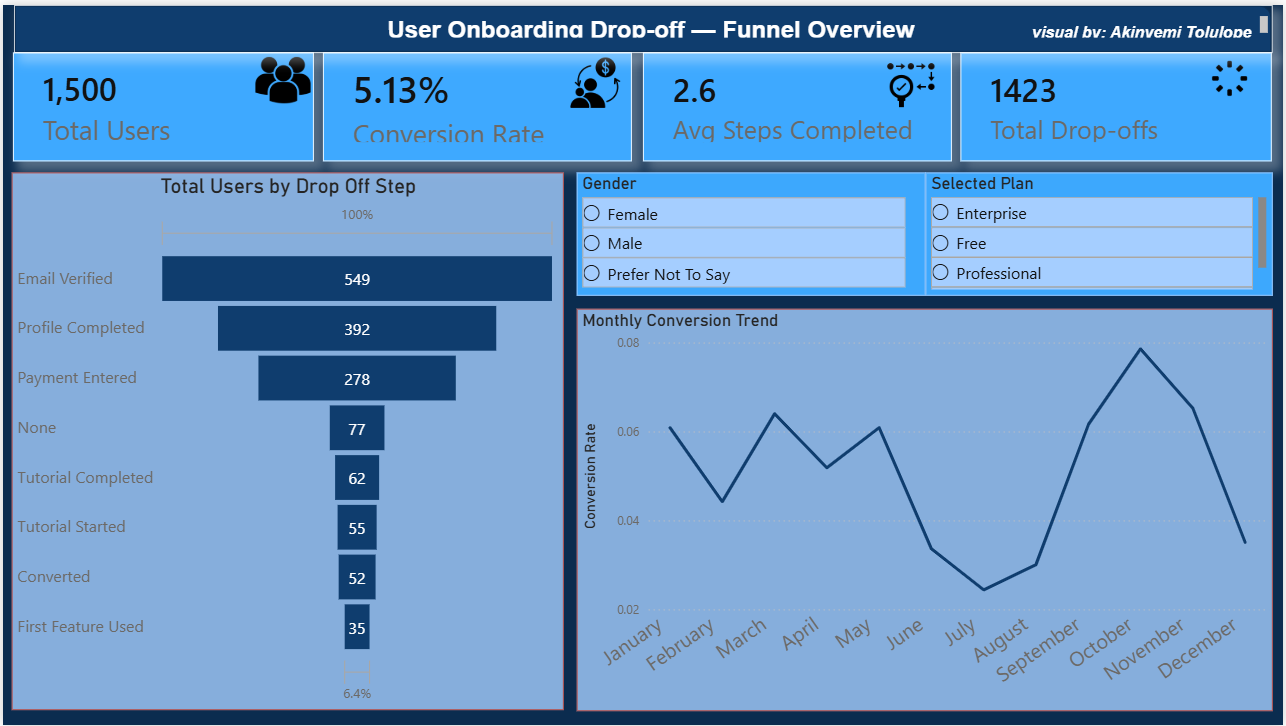 User Onboarding Drop-off — Funnel Overview
visual by: Akinyemi Tolulope
1,500
Total Users
5.13%
Conversion Rate
2.6
Avg Steps Completed
1423
Total Drop-offs
Total Users by Drop Off Step
100%
Email Verified 549
Profile Completed 392
Payment Entered 278
None 77
Tutorial Completed 62
Tutorial Started 55
Converted 52
First Feature Used 35
6.4%
Gender
Female
Male
Prefer Not To Say
Selected Plan
Enterprise
Free
Professional
Monthly Conversion Trend
Conversion Rate
0.08
0.06
0.04
0.02
January
February
March
April
May
June
July
August
September
October
November
December